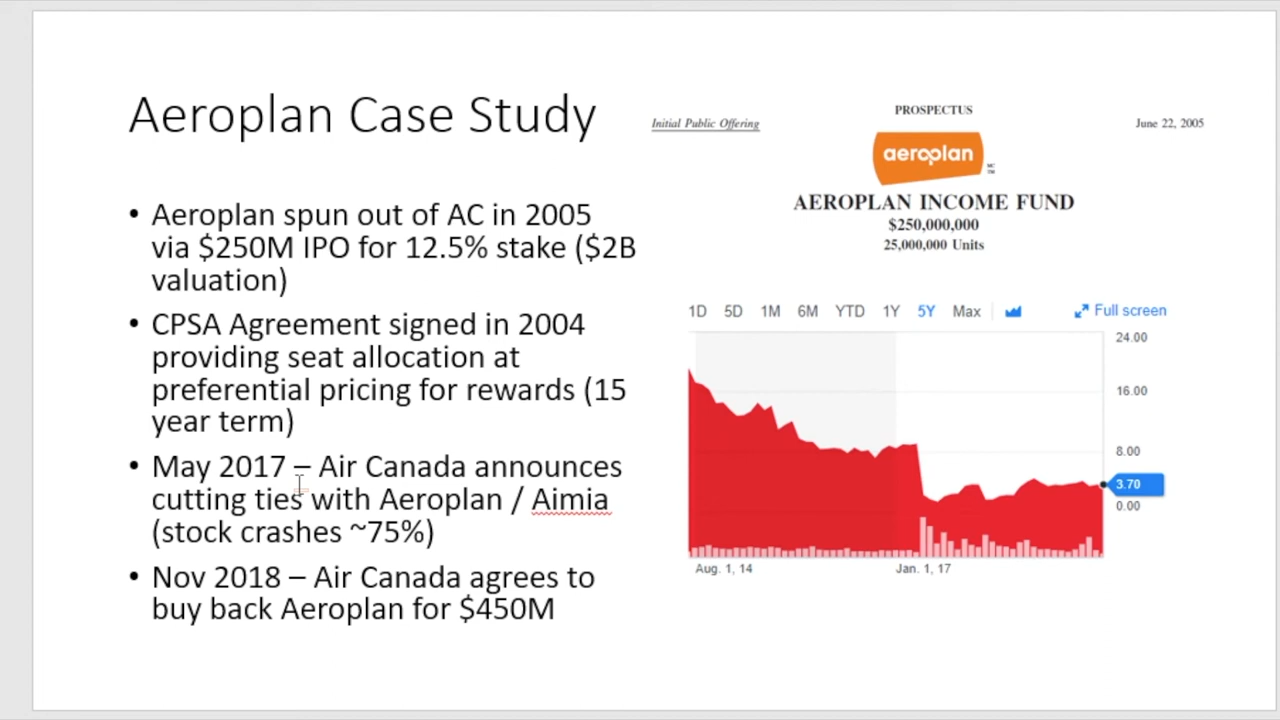 Aeroplan Case Study
• Aeroplan spun out of AC in 2005
via $250M IPO for 12.5% stake ($2B
valuation)
• CPSA Agreement signed in 2004
providing seat allocation at
preferential pricing for rewards (15
year term)
• May 2017 – Air Canada announces
cutting ties with Aeroplan / Aimia
(stock crashes ~75%)
• Nov 2018 – Air Canada agrees to
buy back Aeroplan for $450M
PROSPECTUS
Initial Public Offering
June 22, 2005
aeroplan
MC
TM
AEROPLAN INCOME FUND
$250,000,000
25,000,000 Units
1D 5D 1M 6M YTD 1Y 5Y Max Full screen
24.00
16.00
8.00
3.70
0.00
Aug. 1, 14 Jan. 1, 17